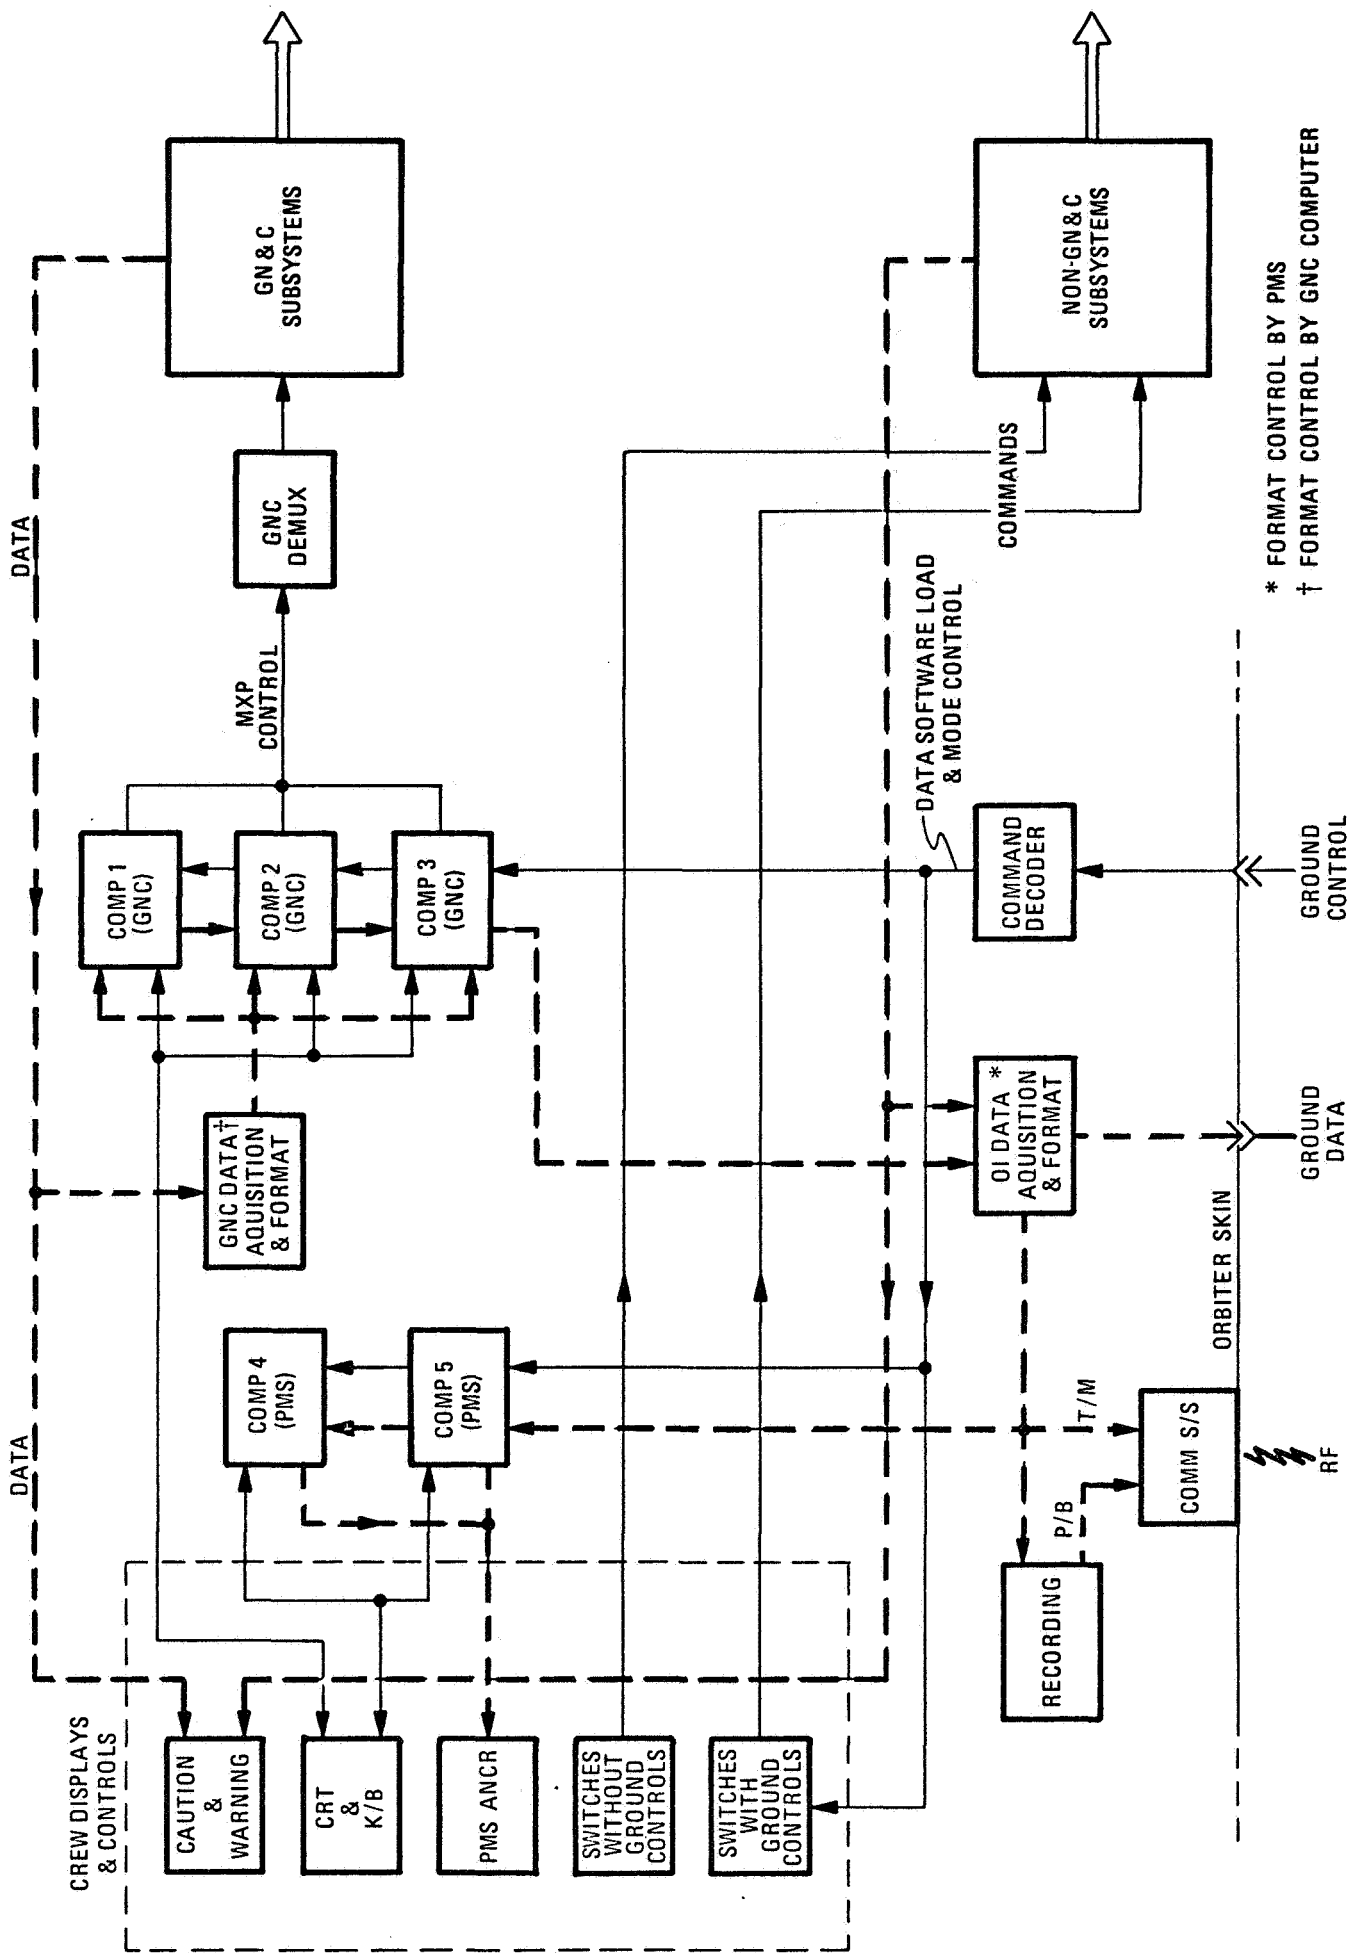 CREW DISPLAYS
& CONTROLS
CAUTION
&
WARNING
CRT
&
K/B
PMS ANCR
SWITCHES
WITHOUT
GROUND
CONTROLS
SWITCHES
WITH
GROUND
CONTROLS
DATA
DATA
COMP 4
(PMS)
COMP 5
(PMS)
GNC DATA†
AQUISITION
& FORMAT
COMP 1
(GNC)
COMP 2
(GNC)
COMP 3
(GNC)
MXP
CONTROL
GNC
DEMUX
GN&C
SUBSYSTEMS
RECORDING
P/B
T/M
COMM S/S
RF
ORBITER SKIN
OI DATA *
AQUISITION
& FORMAT
GROUND
DATA
COMMAND
DECODER
GROUND
CONTROL
DATA SOFTWARE LOAD
& MODE CONTROL
COMMANDS
NON-GN&C
SUBSYSTEMS
* FORMAT CONTROL BY PMS
† FORMAT CONTROL BY GNC COMPUTER